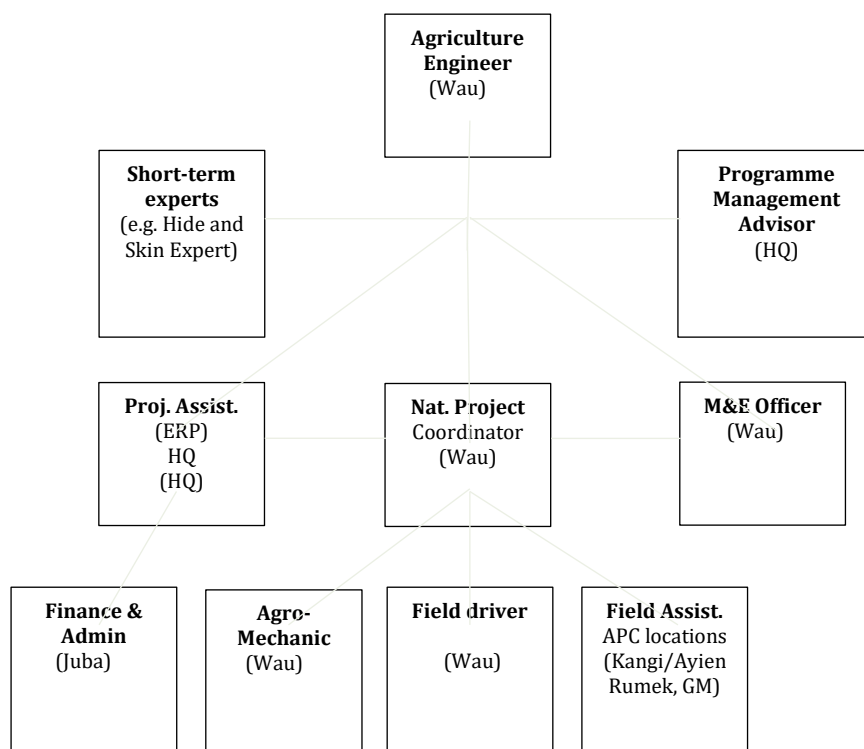 Agriculture
Engineer
(Wau)
Short-term
experts
(e.g. Hide and
Skin Expert)
Programme
Management
Advisor
(HQ)
Proj. Assist.
(ERP)
HQ
(HQ)
Nat. Project
Coordinator
(Wau)
M&E Officer
(Wau)
Finance &
Admin
(Juba)
Agro-
Mechanic
(Wau)
Field driver
(Wau)
Field Assist.
APC locations
(Kangi/Ayien
Rumek, GM)